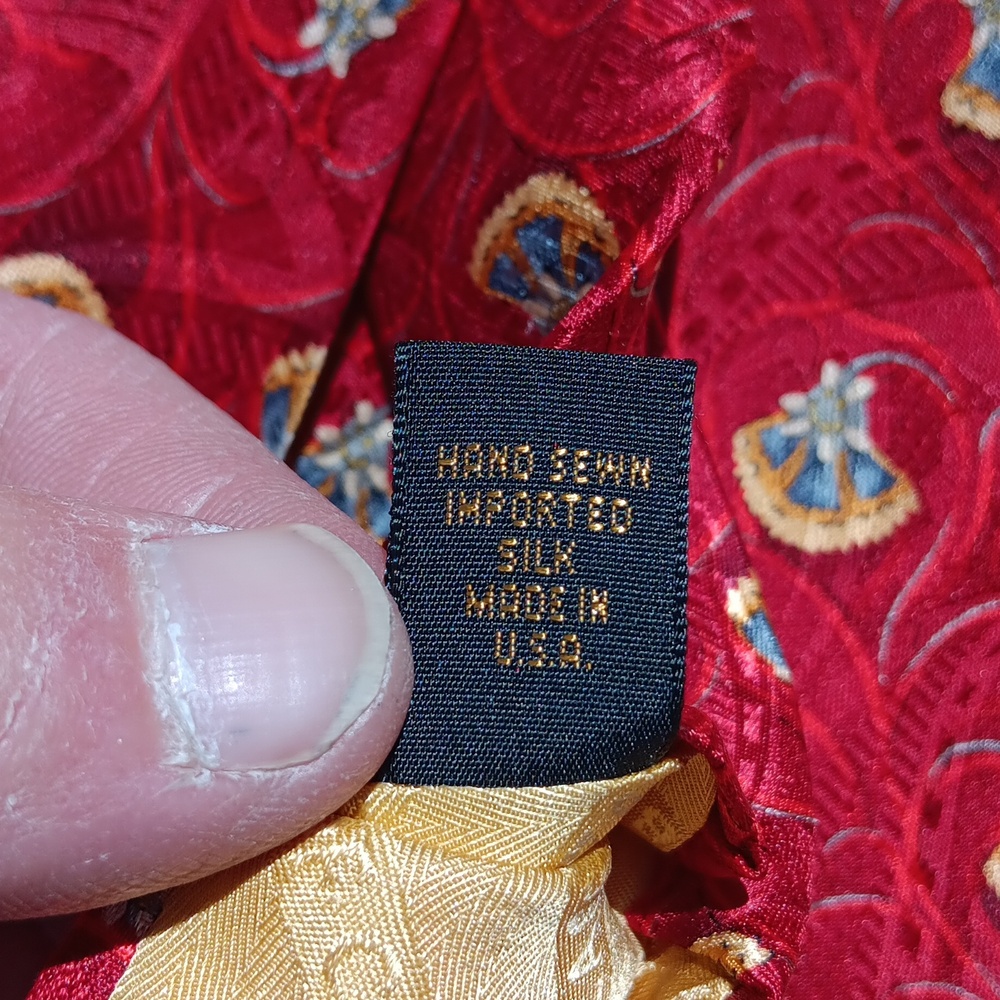 HAND SEWN
IMPORTED
SILK
MADE IN
U.S.A.